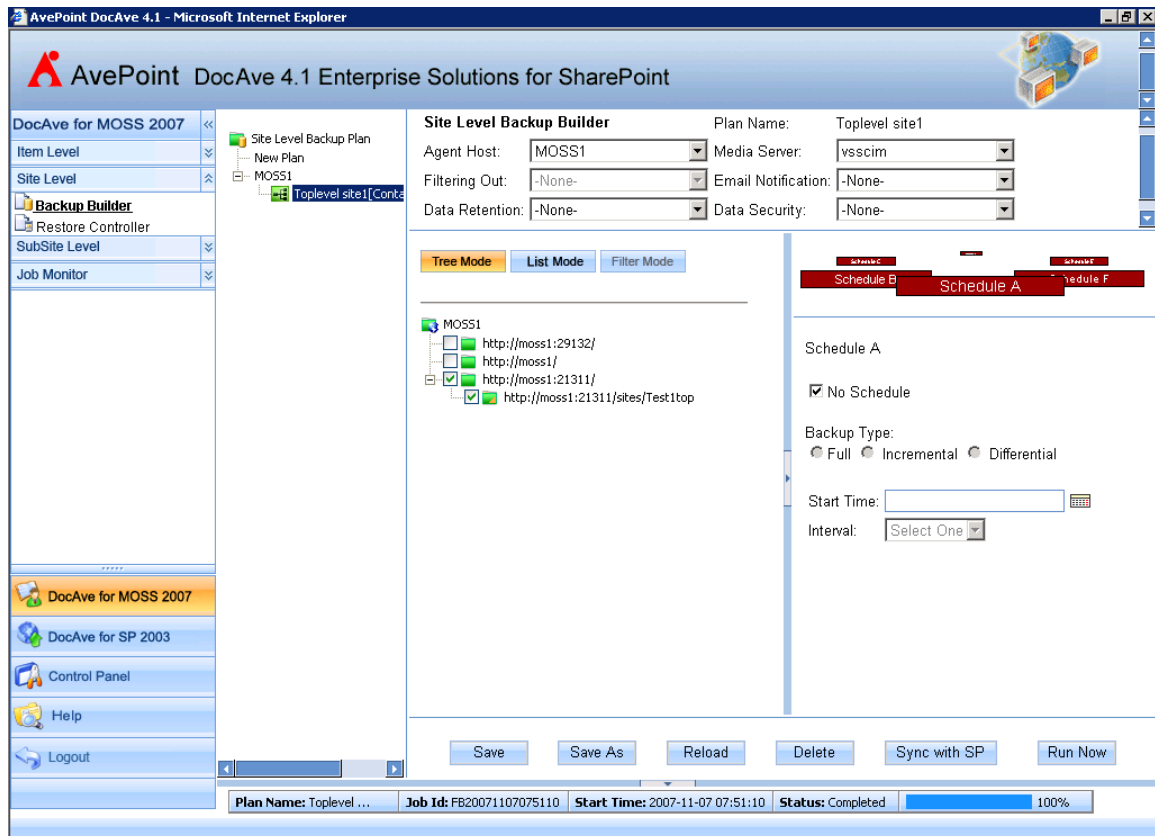 AvePoint DocAve 4.1 - Microsoft Internet Explorer
AvePoint DocAve 4.1 Enterprise Solutions for SharePoint
DocAve for MOSS 2007
Item Level
Site Level
Backup Builder
Restore Controller
SubSite Level
Job Monitor
DocAve for MOSS 2007
DocAve for SP 2003
Control Panel
Help
Logout
Site Level Backup Plan
New Plan
MOSS1
Toplevel site1[Conta
Site Level Backup Builder Plan Name: Toplevel site1
Agent Host: MOSS1 Media Server: vsscim
Filtering Out: -None- Email Notification: -None-
Data Retention: -None- Data Security: -None-
Tree Mode List Mode Filter Mode
MOSS1
http://moss1:29132/
http://moss1/
http://moss1:21311/
http://moss1:21311/sites/Test1top
Schedule C Schedule E
Schedule B Schedule A hedule F
Schedule A
No Schedule
Backup Type:
Full Incremental Differential
Start Time:
Interval: Select One
Save Save As Reload Delete Sync with SP Run Now
Plan Name: Toplevel ... Job Id: FB20071107075110 Start Time: 2007-11-07 07:51:10 Status: Completed 100%